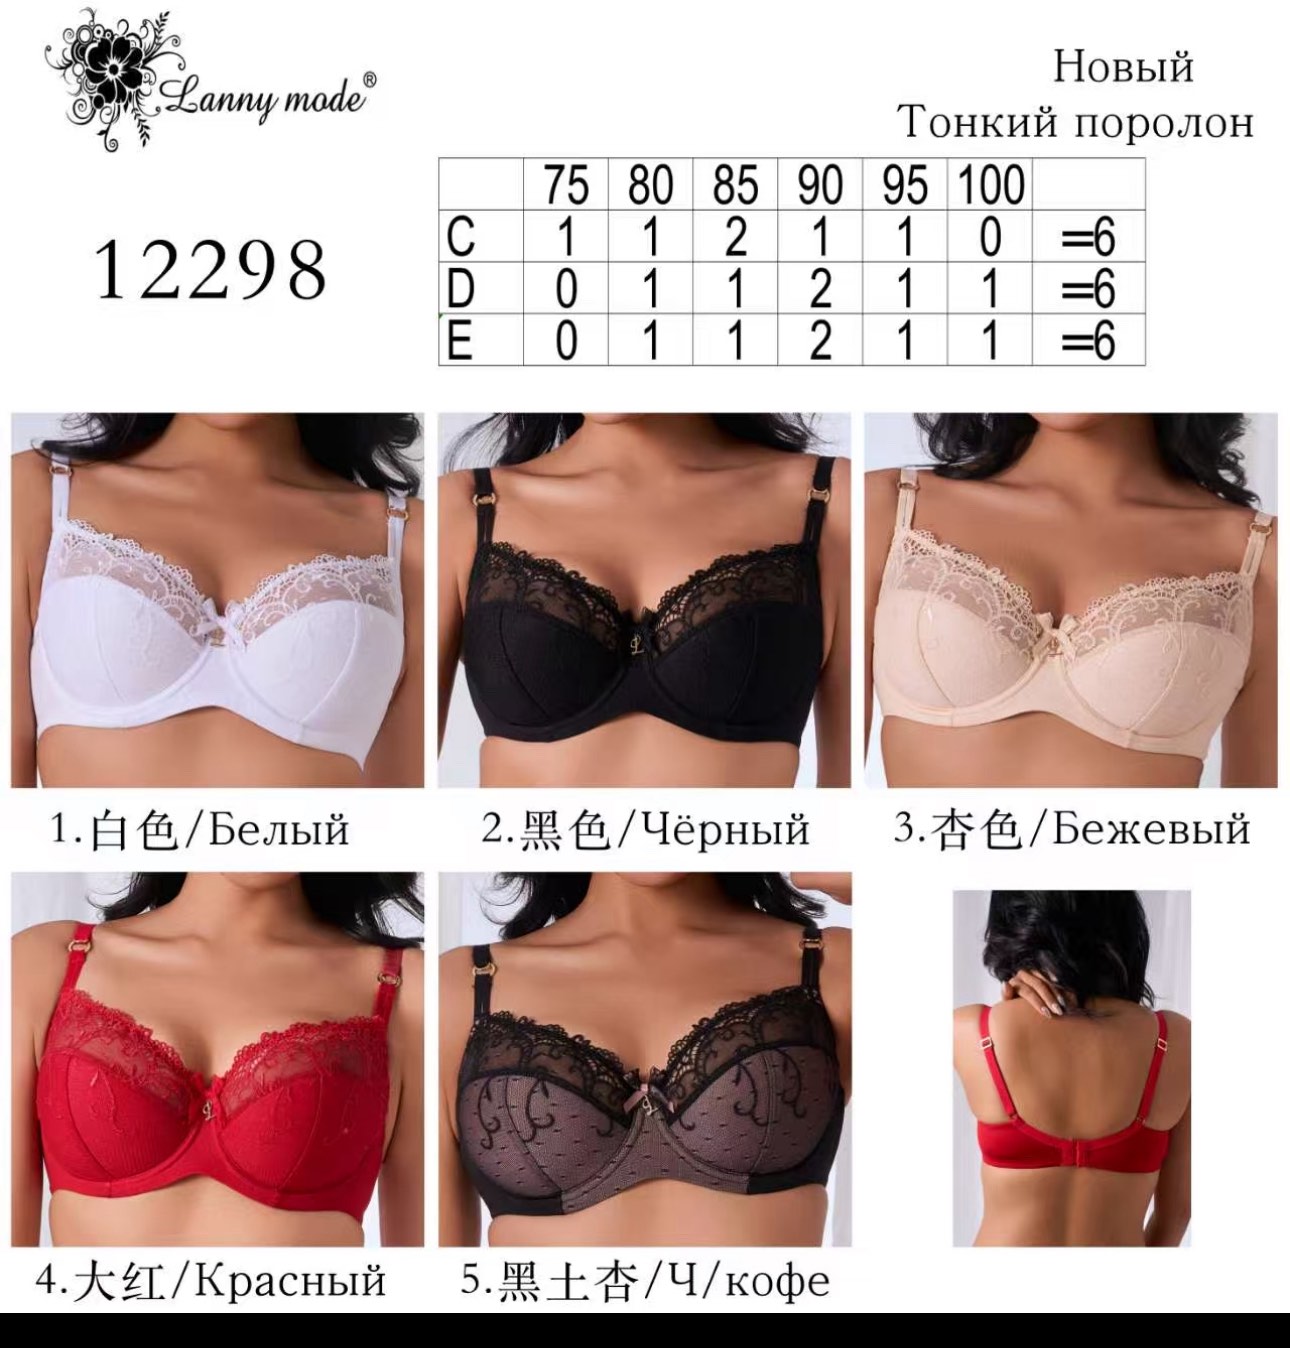 Lanny mode®
Новый
Тонкий поролон
12298
75 80 85 90 95 100
C 1 1 2 1 1 0 =6
D 0 1 1 2 1 1 =6
E 0 1 1 2 1 1 =6
1.白色/Белый
2.黑色/Чёрный
3.杏色/Бежевый
4.大红/Красный
5.黑土杏/Ч/кофе